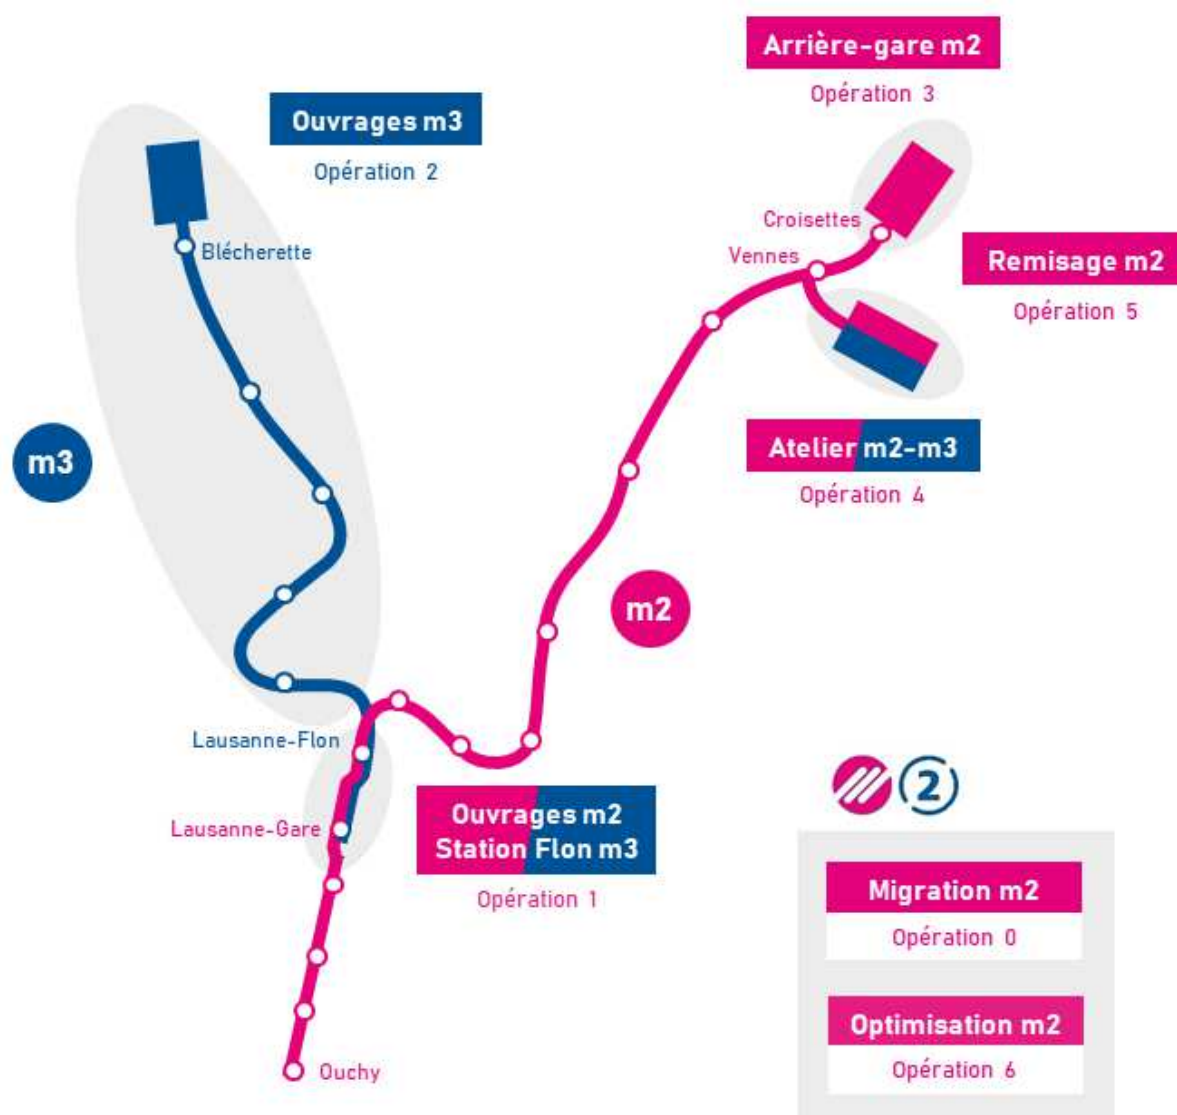 Arrière-gare m2
Opération 3
Ouvrages m3
Opération 2
Blécherette
Croisettes
Vennes
Remisage m2
Opération 5
m3
Atelier m2-m3
Opération 4
m2
Lausanne-Flon
Lausanne-Gare
Ouvrages m2
Station Flon m3
Opération 1
2
Migration m2
Opération 0
Optimisation m2
Opération 6
Ouchy